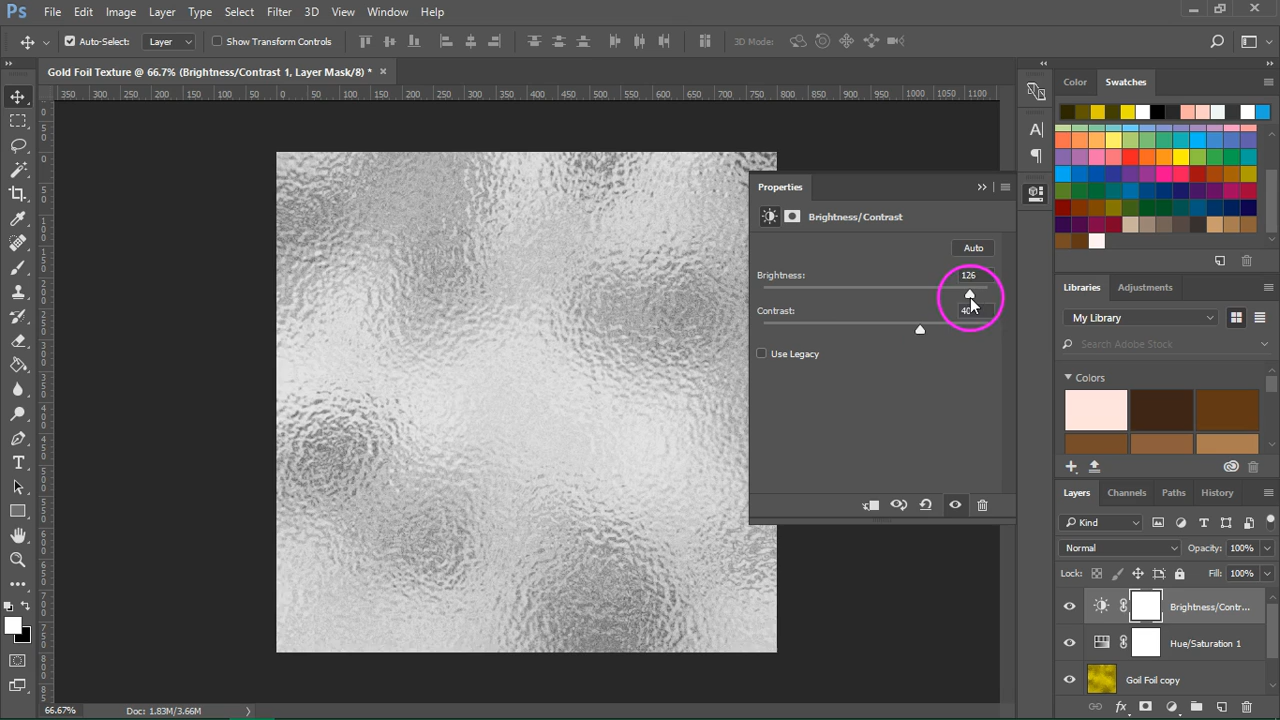 Ps File Edit Image Layer Type Select Filter 3D View Window Help
Auto-Select: Layer Show Transform Controls 3D Mode:
Gold Foil Texture @ 66.7% (Brightness/Contrast 1, Layer Mask/8) * ×
350 300 250 200 150 100 50 0 50 100 150 200 250 300 350 400 450 500 550 600 650 700 750 800 850 900 950 1000 1050 1100
Color Swatches
Properties
Brightness/Contrast
Auto
Brightness: 126
Contrast: 40
Use Legacy
Libraries Adjustments
My Library
Search Adobe Stock
Colors
Layers Channels Paths History
Kind
Normal Opacity: 100%
Lock: Fill: 100%
Brightness/Contr...
Hue/Saturation 1
Goil Foil copy
66.67% Doc: 1.83M/3.66M